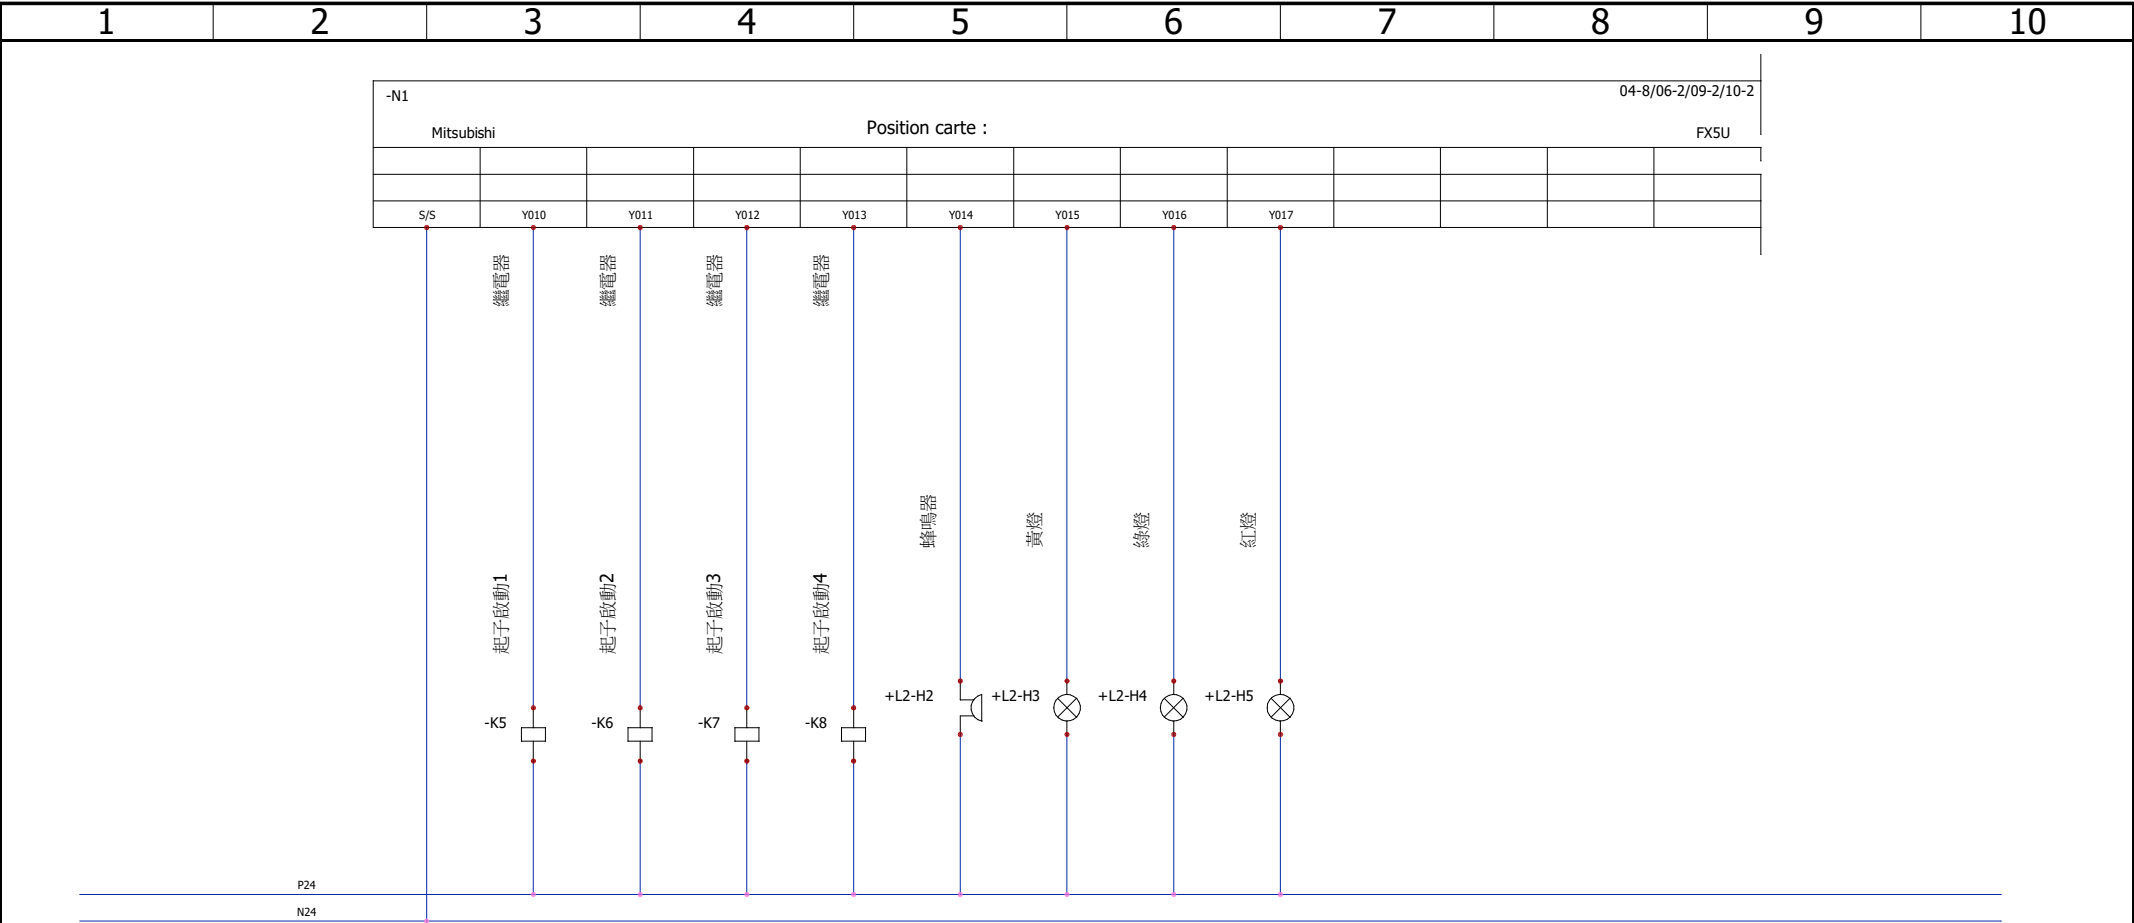 1 2 3 4 5 6 7 8 9 10
-N1 04-8/06-2/09-2/10-2
Mitsubishi Position carte : FX5U
S/S Y010 Y011 Y012 Y013 Y014 Y015 Y016 Y017
繼電器 繼電器 繼電器 繼電器
蜂鳴器 黃燈 綠燈 紅燈
起子啟動1 起子啟動2 起子啟動3 起子啟動4
+L2-H2 +L2-H3 +L2-H4 +L2-H5
-K5 -K6 -K7 -K8
P24
N24